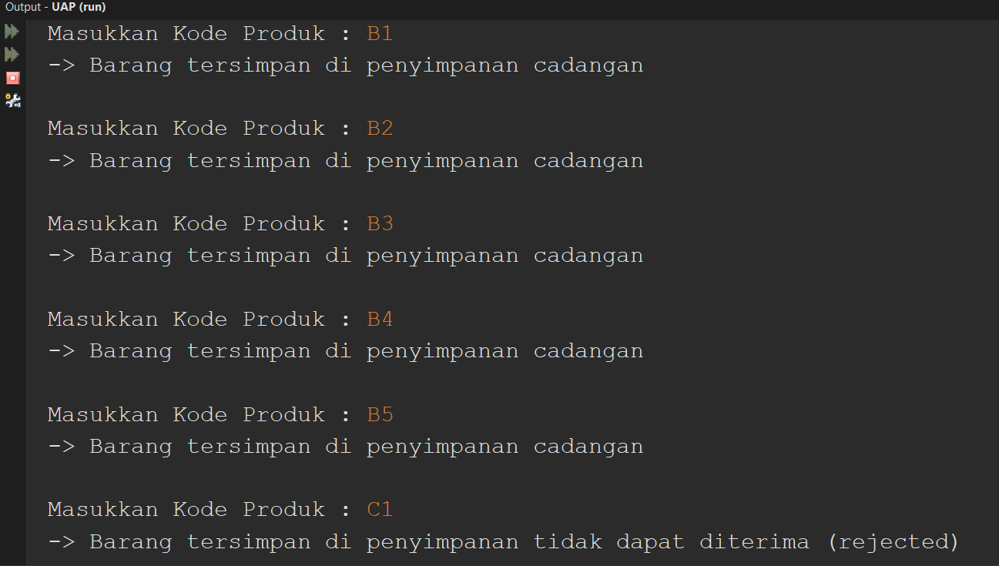 Output - UAP (run)
Masukkan Kode Produk : B1
-> Barang tersimpan di penyimpanan cadangan
Masukkan Kode Produk : B2
-> Barang tersimpan di penyimpanan cadangan
Masukkan Kode Produk : B3
-> Barang tersimpan di penyimpanan cadangan
Masukkan Kode Produk : B4
-> Barang tersimpan di penyimpanan cadangan
Masukkan Kode Produk : B5
-> Barang tersimpan di penyimpanan cadangan
Masukkan Kode Produk : C1
-> Barang tersimpan di penyimpanan tidak dapat diterima (rejected)